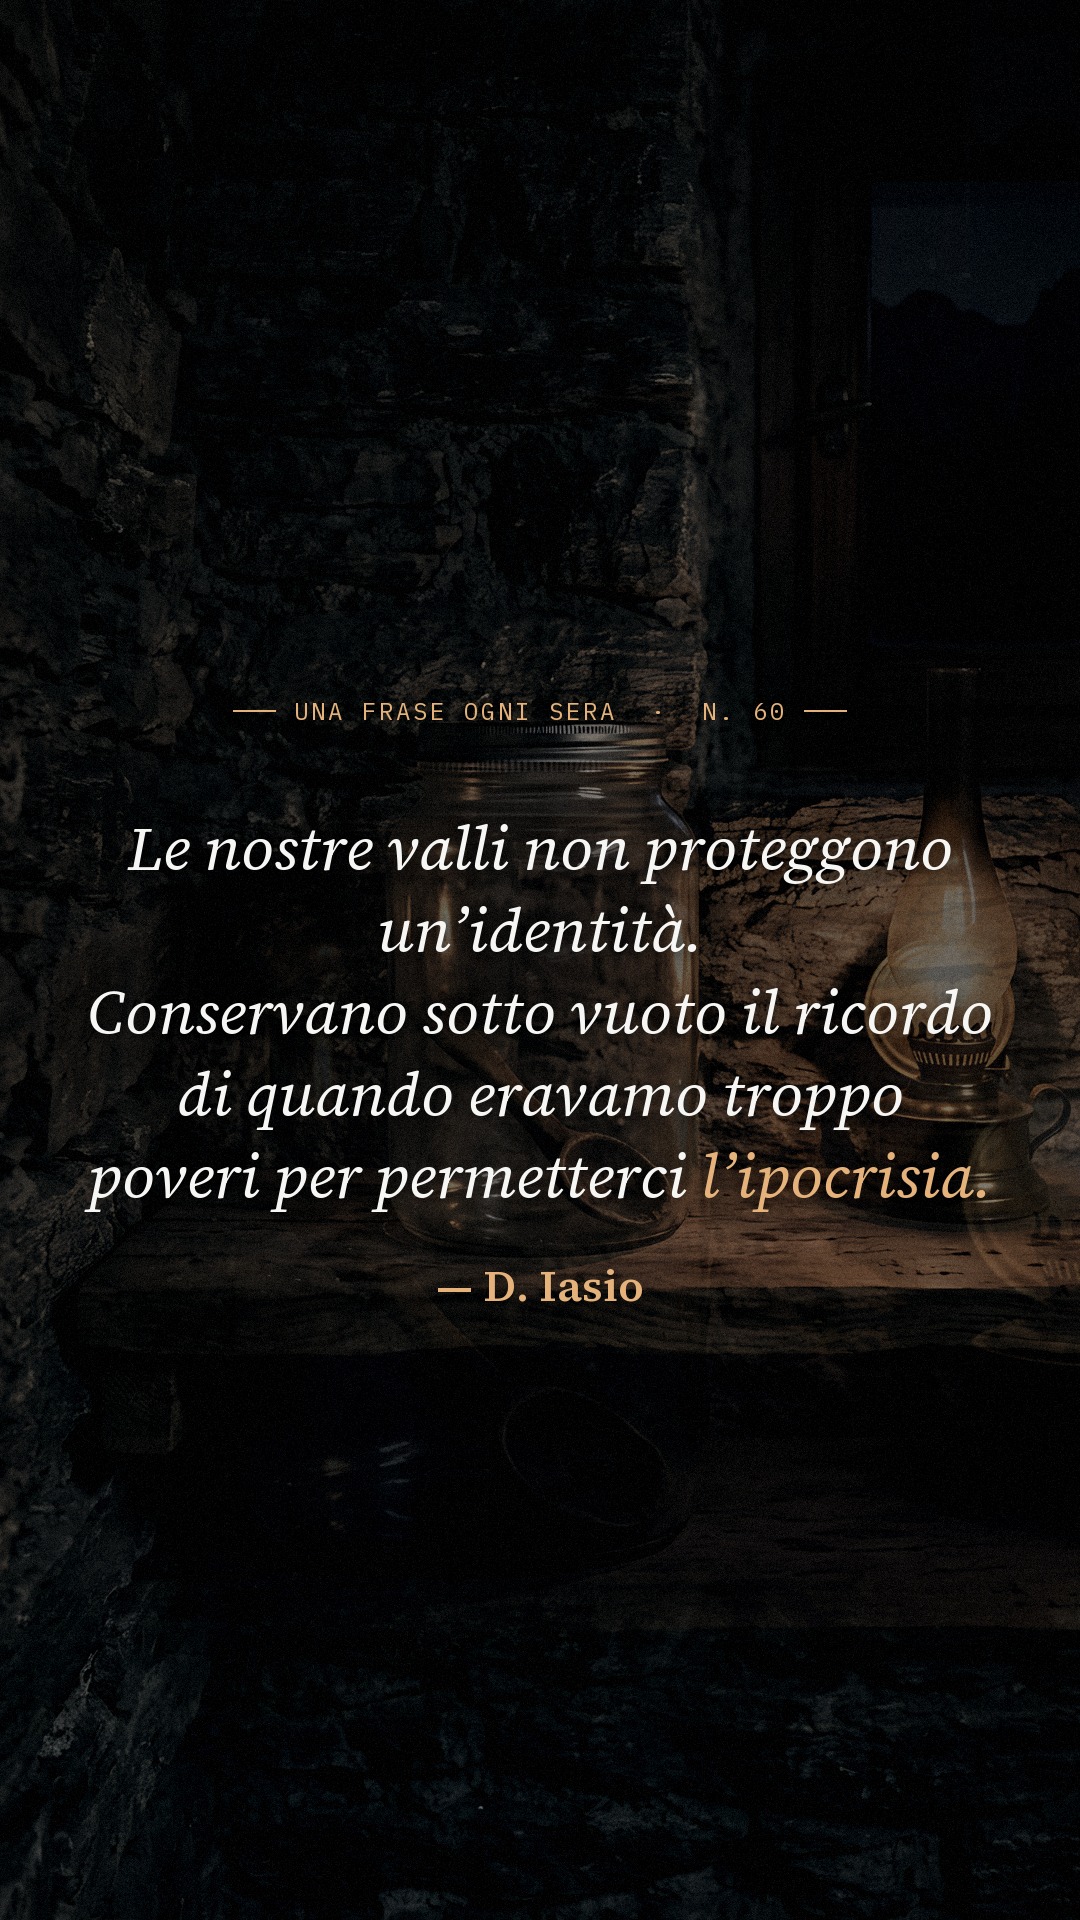 — UNA FRASE OGNI SERA · N. 60 —
Le nostre valli non proteggono
un’identità.
Conservano sotto vuoto il ricordo
di quando eravamo troppo
poveri per permetterci l’ipocrisia.
— D. Iasio